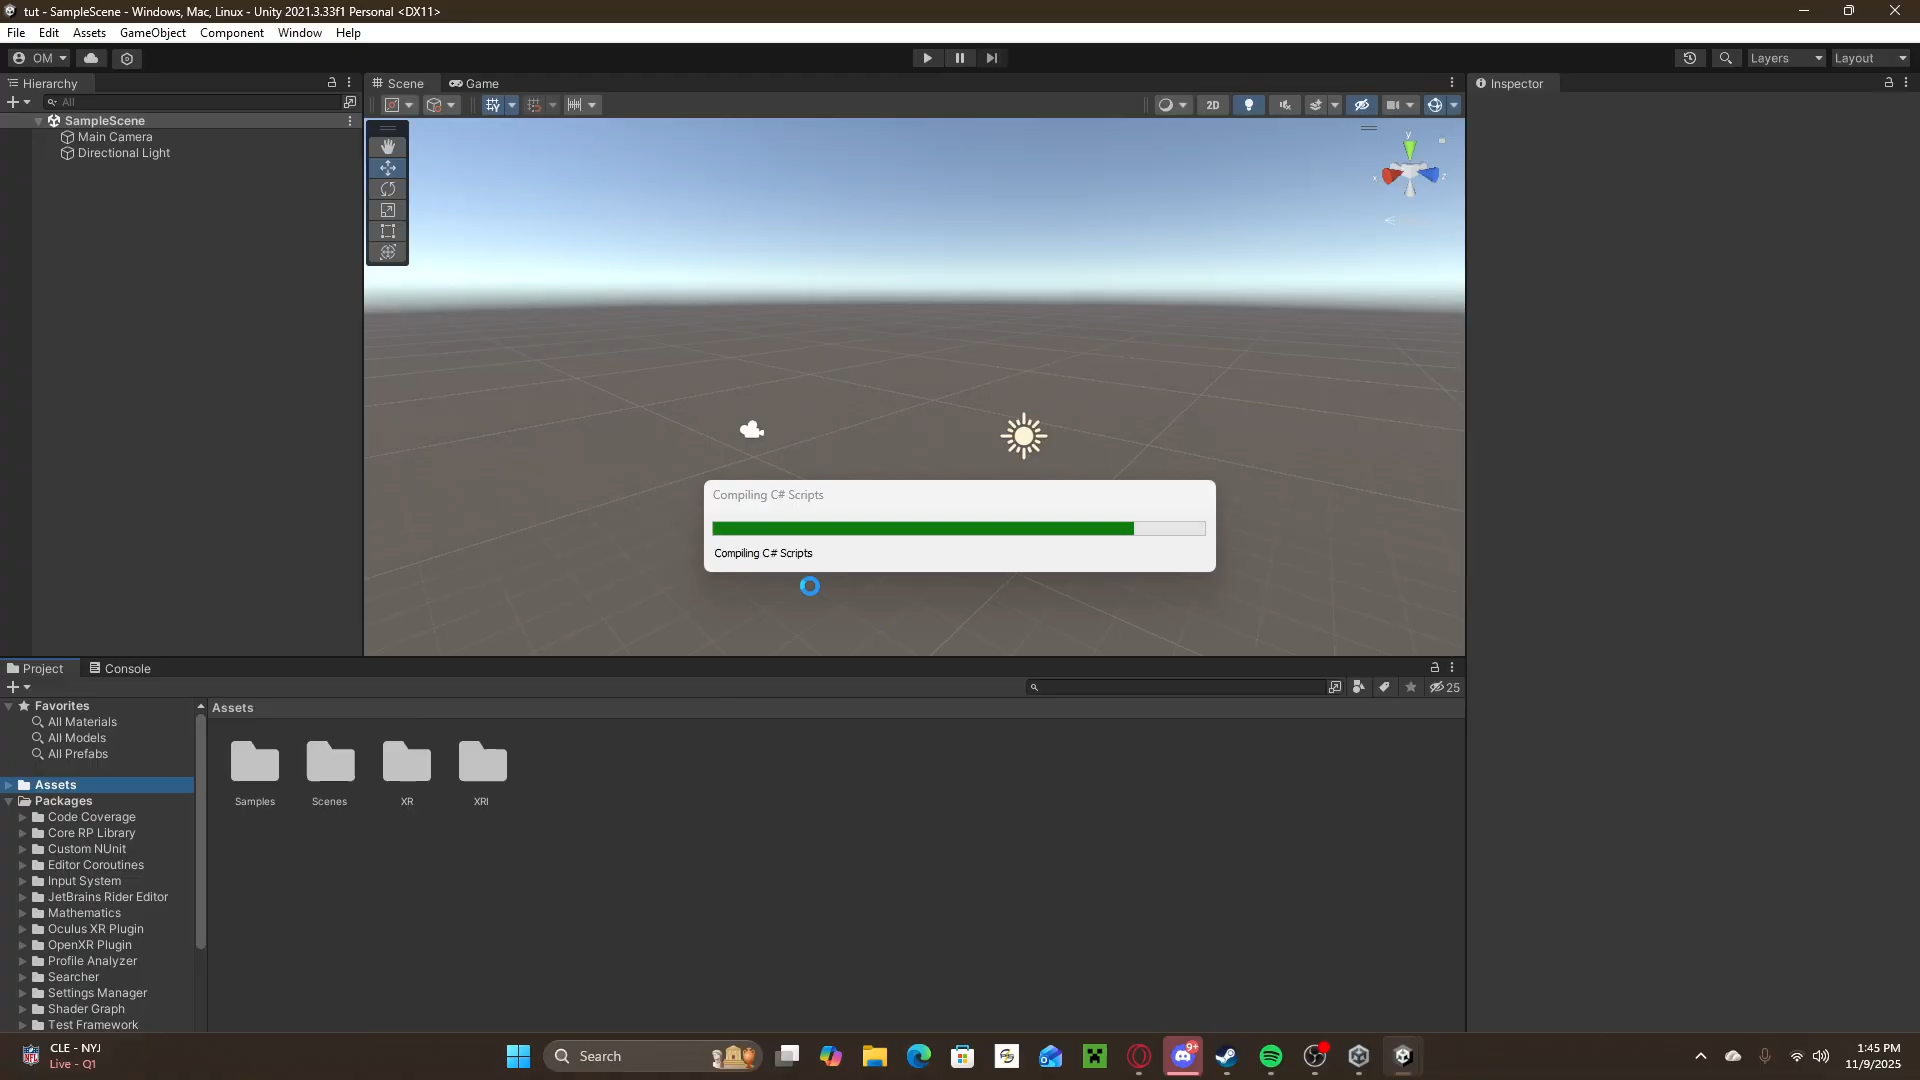 tut - SampleScene - Windows, Mac, Linux - Unity 2021.3.33f1 Personal <DX11>
File Edit Assets GameObject Component Window Help
OM Layers Layout
Hierarchy
All
SampleScene
Main Camera
Directional Light
Scene Game
2D
y
x z
Compiling C# Scripts
Compiling C# Scripts
Inspector
Project Console
25
Favorites
All Materials
All Models
All Prefabs
Assets
Packages
Code Coverage
Core RP Library
Custom NUnit
Editor Coroutines
Input System
JetBrains Rider Editor
Mathematics
Oculus XR Plugin
OpenXR Plugin
Profile Analyzer
Searcher
Settings Manager
Shader Graph
Test Framework
Assets
Samples Scenes XR XRI
CLE - NYJ
Live - Q1
Search
9+
1:45 PM
11/9/2025